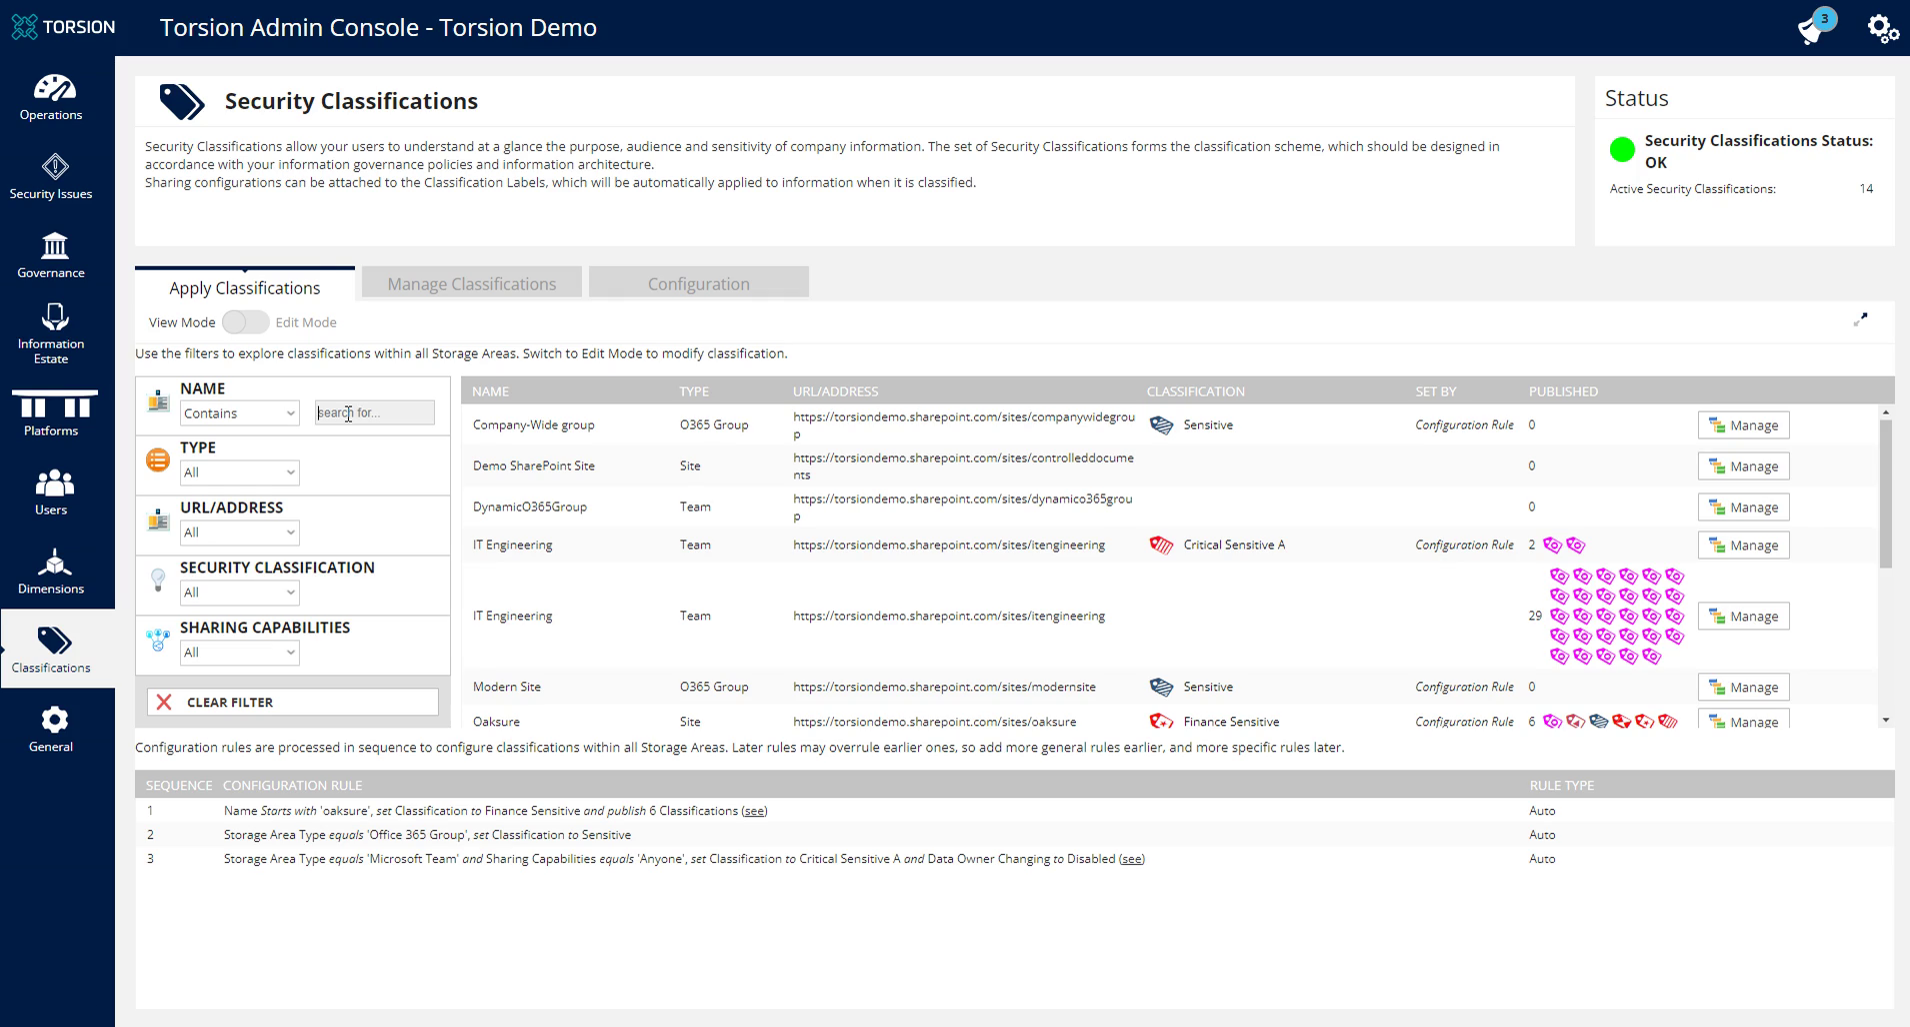 TORSION
Torsion Admin Console - Torsion Demo
3
Operations
Security Issues
Governance
Information
Estate
Platforms
Users
Dimensions
Classifications
General
Security Classifications
Security Classifications allow your users to understand at a glance the purpose, audience and sensitivity of company information. The set of Security Classifications forms the classification scheme, which should be designed in
accordance with your information governance policies and information architecture.
Sharing configurations can be attached to the Classification Labels, which will be automatically applied to information when it is classified.
Status
Security Classifications Status:
OK
Active Security Classifications: 14
Apply Classifications Manage Classifications Configuration
View Mode Edit Mode
Use the filters to explore classifications within all Storage Areas. Switch to Edit Mode to modify classification.
NAME
Contains search for...
TYPE
All
URL/ADDRESS
All
SECURITY CLASSIFICATION
All
SHARING CAPABILITIES
All
CLEAR FILTER
NAME TYPE URL/ADDRESS CLASSIFICATION SET BY PUBLISHED
Company-Wide group O365 Group https://torsiondemo.sharepoint.com/sites/companywidegrou
p Sensitive Configuration Rule 0 Manage
Demo SharePoint Site Site https://torsiondemo.sharepoint.com/sites/controlleddocume
nts 0 Manage
DynamicO365Group Team https://torsiondemo.sharepoint.com/sites/dynamico365grou
p 0 Manage
IT Engineering Team https://torsiondemo.sharepoint.com/sites/itengineering Critical Sensitive A Configuration Rule 2 Manage
IT Engineering Team https://torsiondemo.sharepoint.com/sites/itengineering 29 Manage
Modern Site O365 Group https://torsiondemo.sharepoint.com/sites/modernsite Sensitive Configuration Rule 0 Manage
Oaksure Site https://torsiondemo.sharepoint.com/sites/oaksure Finance Sensitive Configuration Rule 6 Manage
Configuration rules are processed in sequence to configure classifications within all Storage Areas. Later rules may overrule earlier ones, so add more general rules earlier, and more specific rules later.
SEQUENCE CONFIGURATION RULE RULE TYPE
1 Name Starts with 'oaksure', set Classification to Finance Sensitive and publish 6 Classifications (see) Auto
2 Storage Area Type equals 'Office 365 Group', set Classification to Sensitive Auto
3 Storage Area Type equals 'Microsoft Team' and Sharing Capabilities equals 'Anyone', set Classification to Critical Sensitive A and Data Owner Changing to Disabled (see) Auto